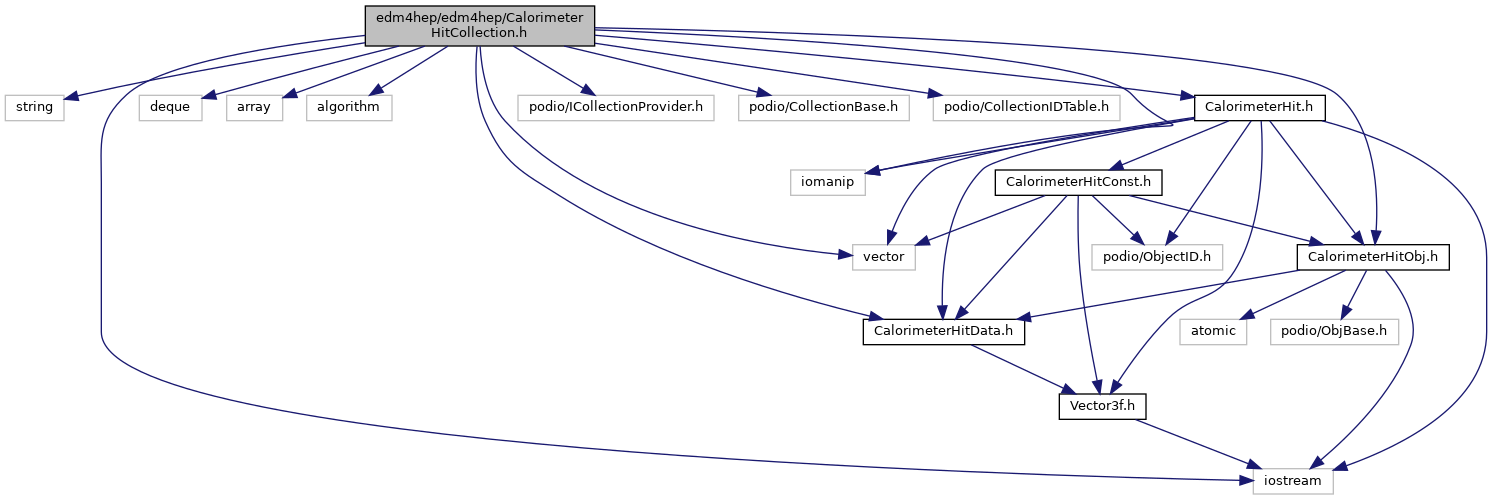 edm4hep/edm4hep/Calorimeter
HitCollection.h
string
deque
array
algorithm
podio/ICollectionProvider.h
podio/CollectionBase.h
podio/CollectionIDTable.h
CalorimeterHit.h
iomanip
CalorimeterHitConst.h
vector
podio/ObjectID.h
CalorimeterHitObj.h
CalorimeterHitData.h
atomic
podio/ObjBase.h
Vector3f.h
iostream